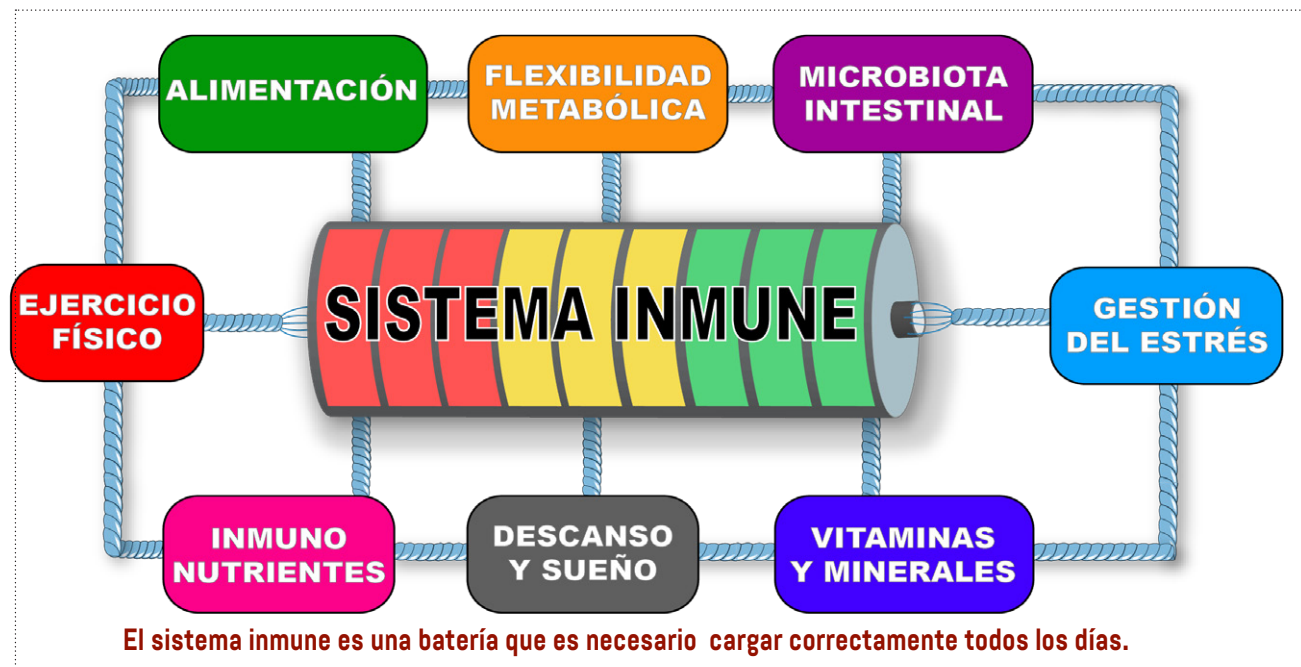 ALIMENTACIÓN
FLEXIBILIDAD
METABÓLICA
MICROBIOTA
INTESTINAL
EJERCICIO
FÍSICO
SISTEMA INMUNE
GESTIÓN
DEL ESTRÉS
INMUNO
NUTRIENTES
DESCANSO
Y SUEÑO
VITAMINAS
Y MINERALES
El sistema inmune es una batería que es necesario cargar correctamente todos los días.